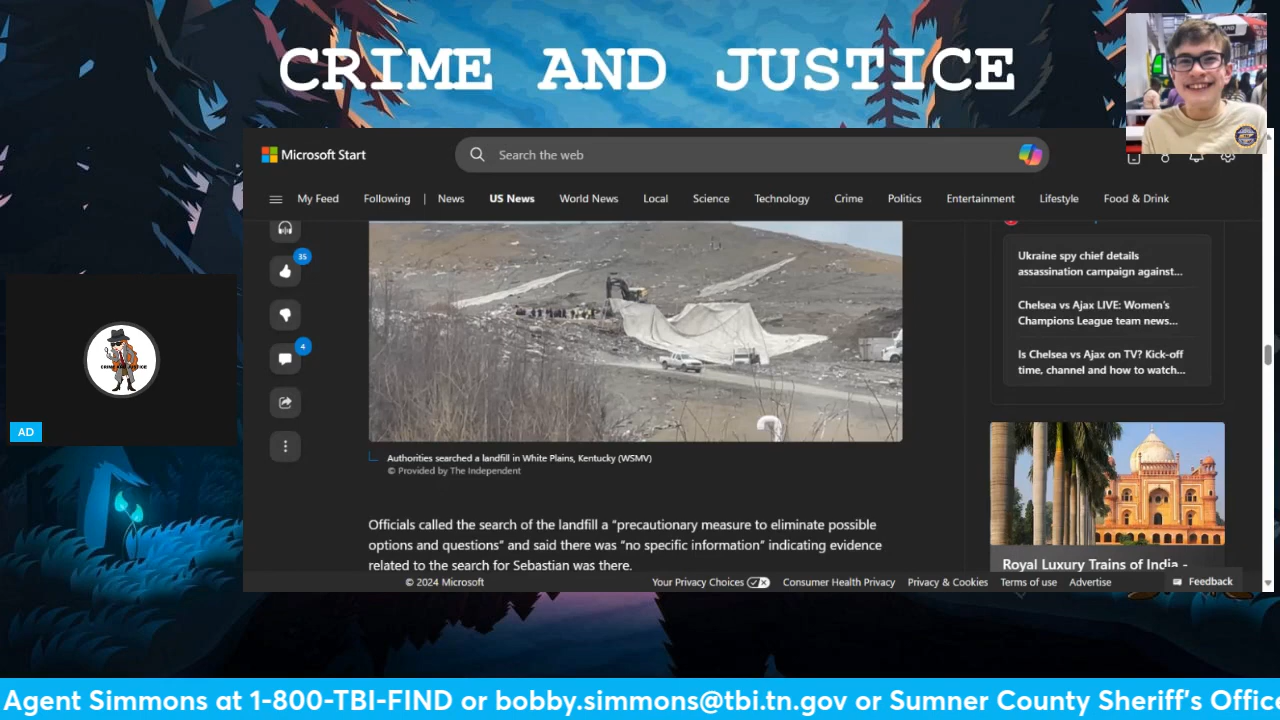 CRIME AND JUSTICE
Microsoft Start
Search the web
My Feed
Following
News
US News
World News
Local
Science
Technology
Crime
Politics
Entertainment
Lifestyle
Food & Drink
35
4
Authorities searched a landfill in White Plains, Kentucky (WSMV)
© Provided by The Independent
Officials called the search of the landfill a “precautionary measure to eliminate possible
options and questions” and said there was “no specific information” indicating evidence
related to the search for Sebastian was there.
Ukraine spy chief details
assassination campaign against...
Chelsea vs Ajax LIVE: Women's
Champions League team news...
Is Chelsea vs Ajax on TV? Kick-off
time, channel and how to watch...
Royal Luxury Trains of India -
© 2024 Microsoft
Your Privacy Choices
Consumer Health Privacy
Privacy & Cookies
Terms of use
Advertise
Feedback
CRIME AND JUSTICE
AD
Agent Simmons at 1-800-TBI-FIND or bobby.simmons@tbi.tn.gov or Sumner County Sheriff's Office